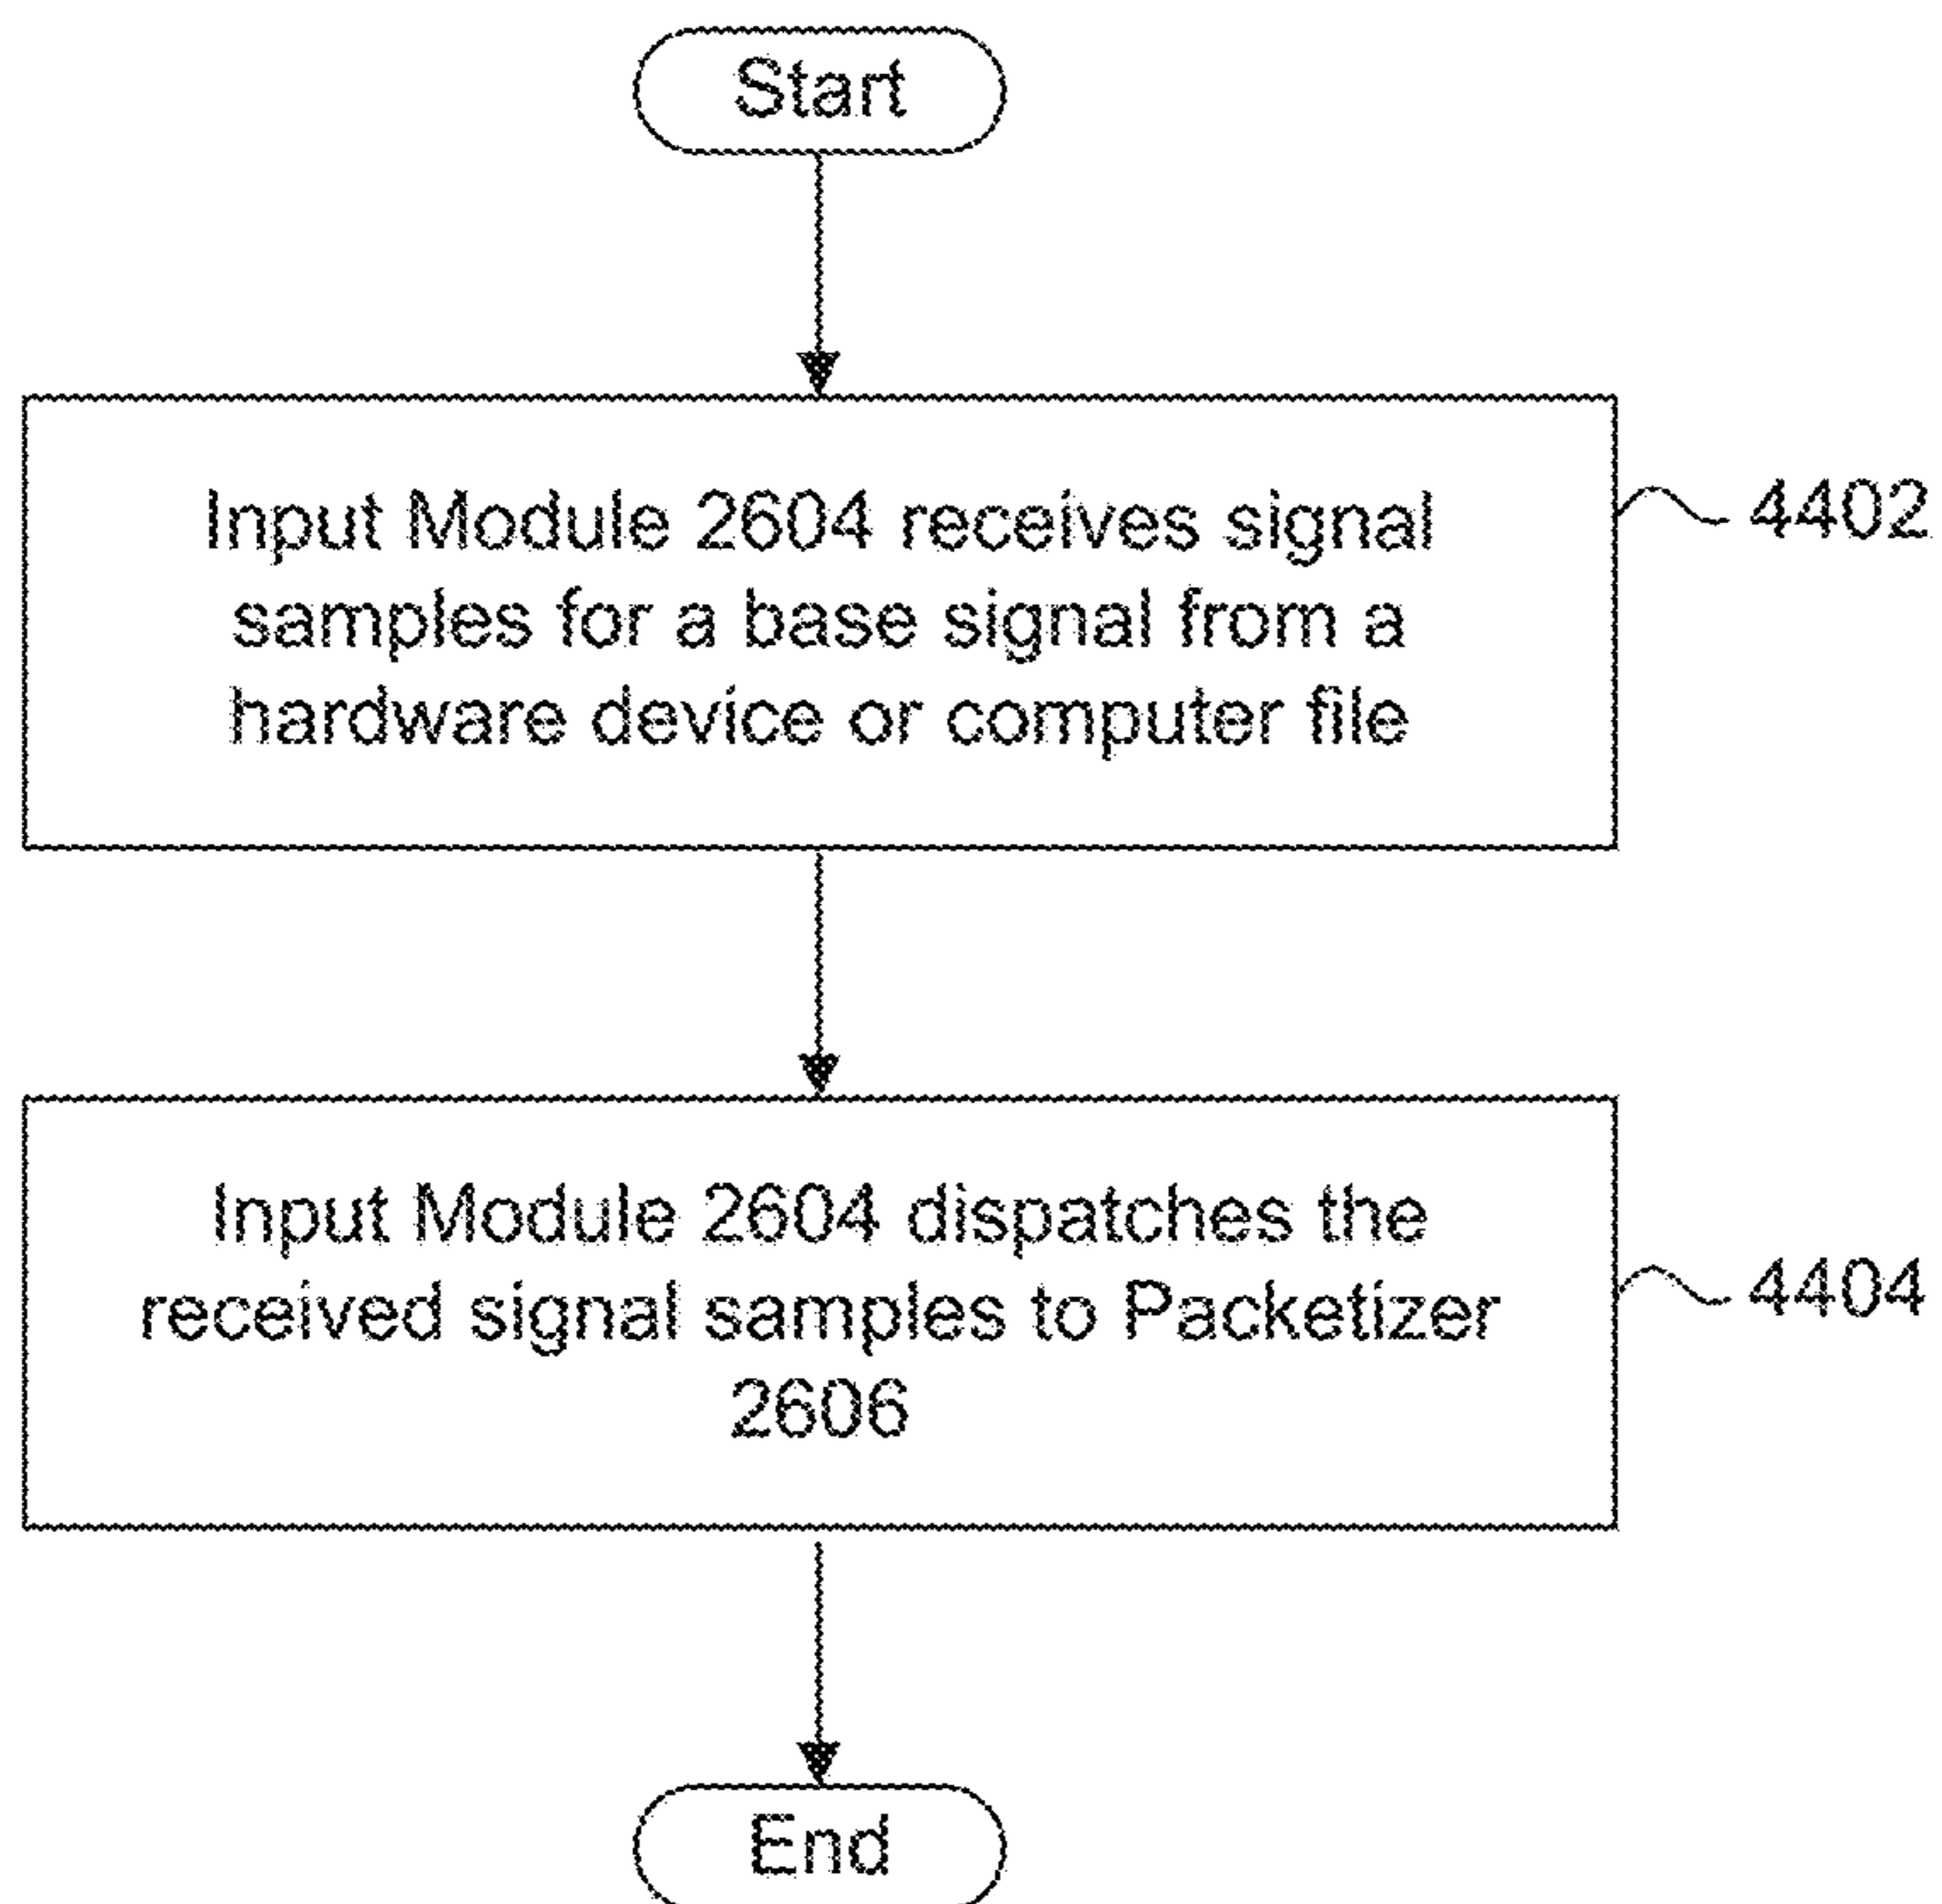 Start
Input Module 2604 receives signal
samples for a base signal from a
hardware device or computer file
4402
Input Module 2604 dispatches the
received signal samples to Packetizer
2606
4404
End